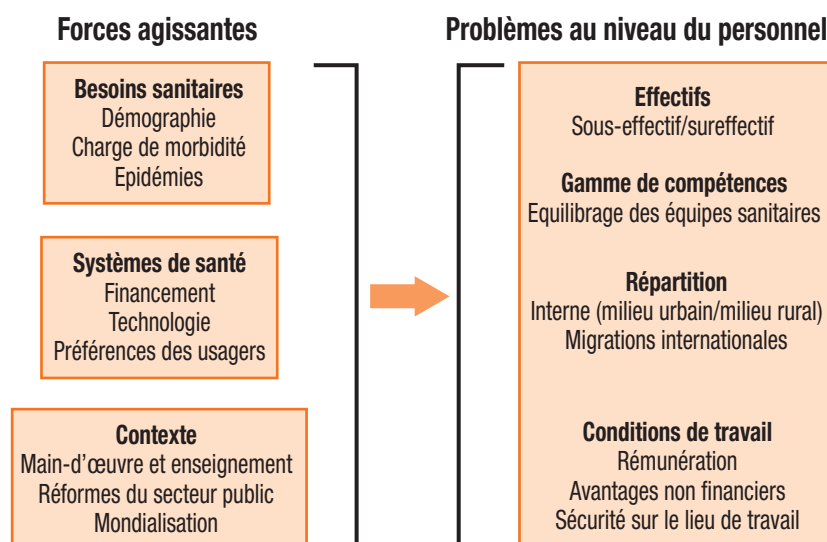 Forces agissantes
Besoins sanitaires
Démographie
Charge de morbidité
Epidémies
Systèmes de santé
Financement
Technologie
Préférences des usagers
Contexte
Main-d'œuvre et enseignement
Réformes du secteur public
Mondialisation
Problèmes au niveau du personnel
Effectifs
Sous-effectif/sureffectif
Gamme de compétences
Equilibrage des équipes sanitaires
Répartition
Interne (milieu urbain/milieu rural)
Migrations internationales
Conditions de travail
Rémunération
Avantages non financiers
Sécurité sur le lieu de travail